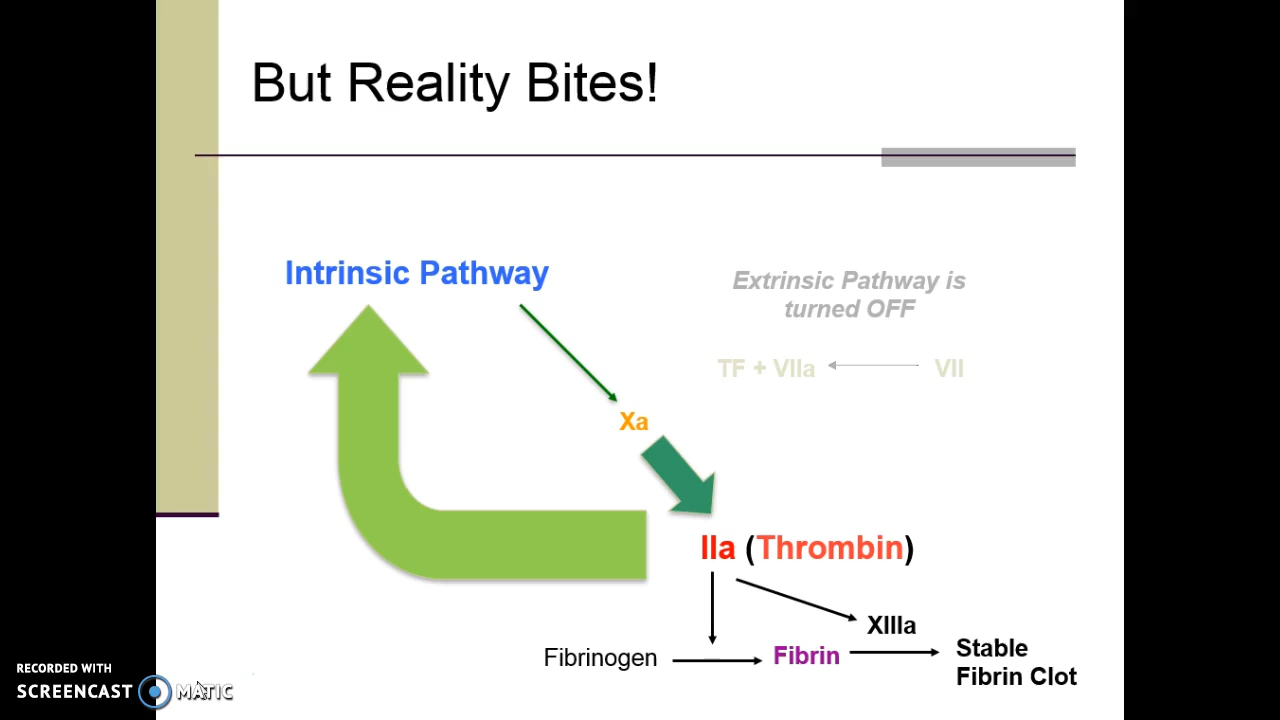 But Reality Bites!
Intrinsic Pathway
Extrinsic Pathway is
turned OFF
TF + VIIa
VII
Xa
IIa (Thrombin)
XIIIa
Fibrinogen
Fibrin
Stable
Fibrin Clot
RECORDED WITH
SCREENCAST MATIC